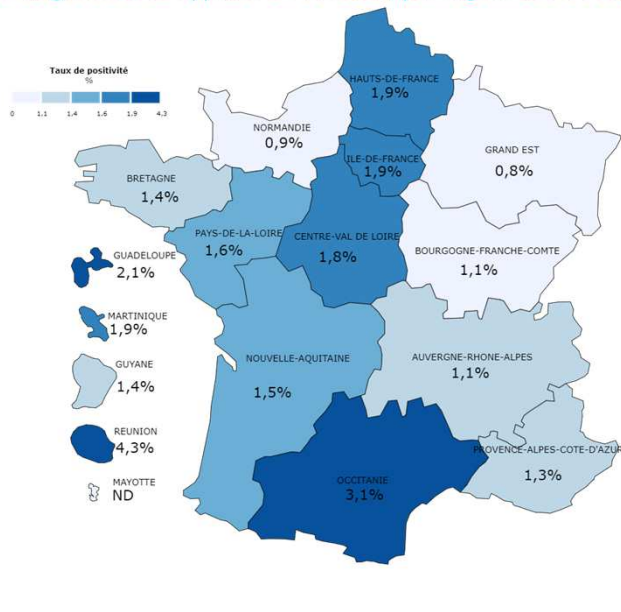 Taux de positivité
%
0 1.1 1.4 1.6 1.9 4.3
HAUTS-DE-FRANCE
1,9%
NORMANDIE
0,9%
ILE-DE-FRANCE
1,9%
GRAND EST
0,8%
BRETAGNE
1,4%
PAYS-DE-LA-LOIRE
1,6%
CENTRE-VAL DE LOIRE
1,8%
BOURGOGNE-FRANCHE-COMTE
1,1%
GUADELOUPE
2,1%
MARTINIQUE
1,9%
GUYANE
1,4%
REUNION
4,3%
MAYOTTE
ND
NOUVELLE-AQUITAINE
1,5%
AUVERGNE-RHONE-ALPES
1,1%
OCCITANIE
3,1%
PROVENCE-ALPES-COTE-D'AZUR
1,3%